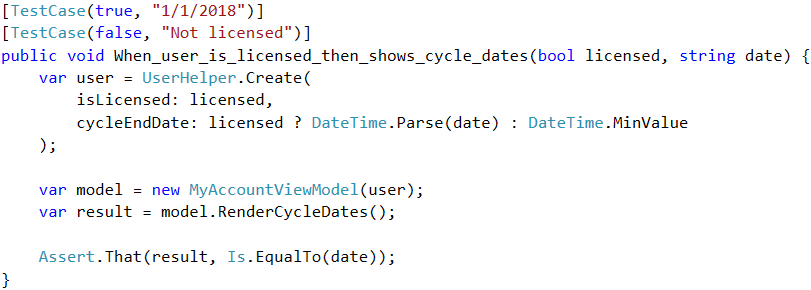 [TestCase(true, "1/1/2018")]
[TestCase(false, "Not licensed")]
public void When_user_is_licensed_then_shows_cycle_dates(bool licensed, string date) {
    var user = UserHelper.Create(
        isLicensed: licensed,
        cycleEndDate: licensed ? DateTime.Parse(date) : DateTime.MinValue
    );

    var model = new MyAccountViewModel(user);
    var result = model.RenderCycleDates();

    Assert.That(result, Is.EqualTo(date));
}